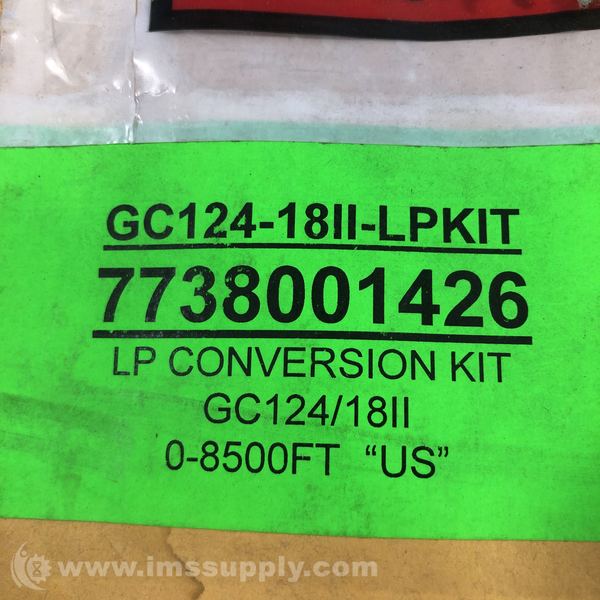 GC124-18II-LPKIT
7738001426
LP CONVERSION KIT
GC124/18II
0-8500FT “US”
www.imssupply.com